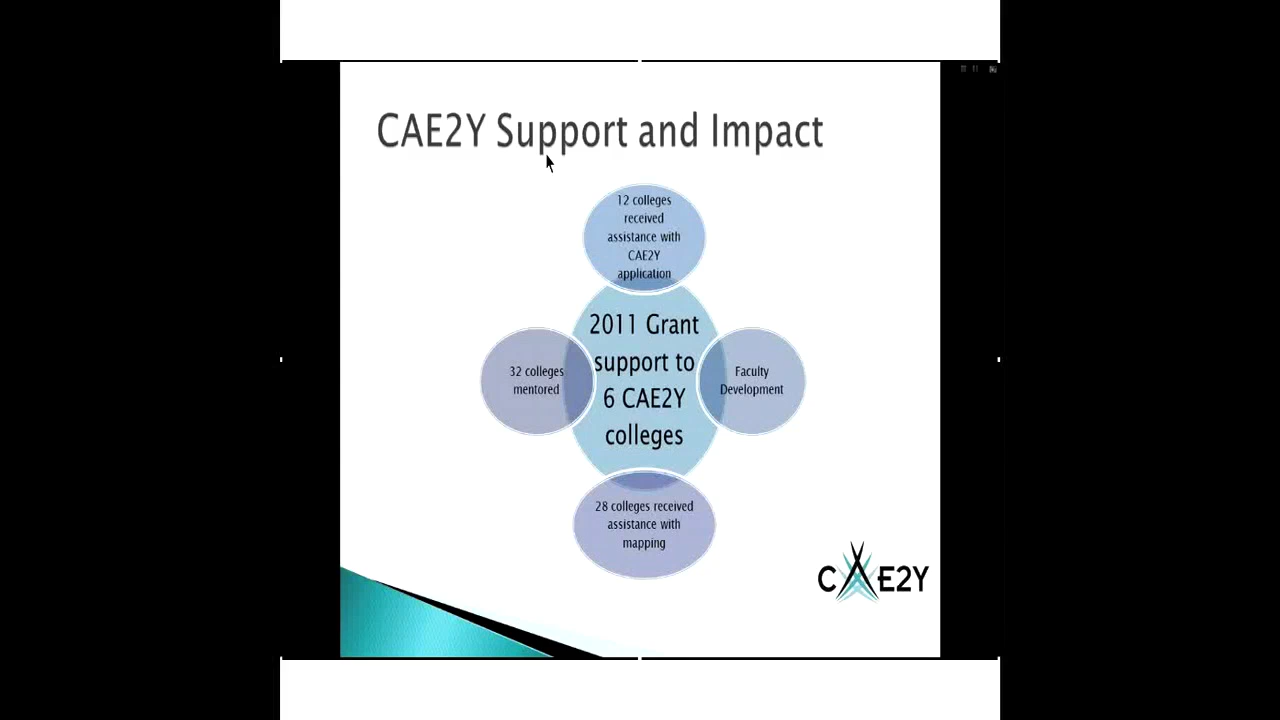 CAE2Y Support and Impact
12 colleges
received
assistance with
CAE2Y
application
2011 Grant
support to
6 CAE2Y
colleges
32 colleges
mentored
Faculty
Development
28 colleges received
assistance with
mapping
CAE2Y